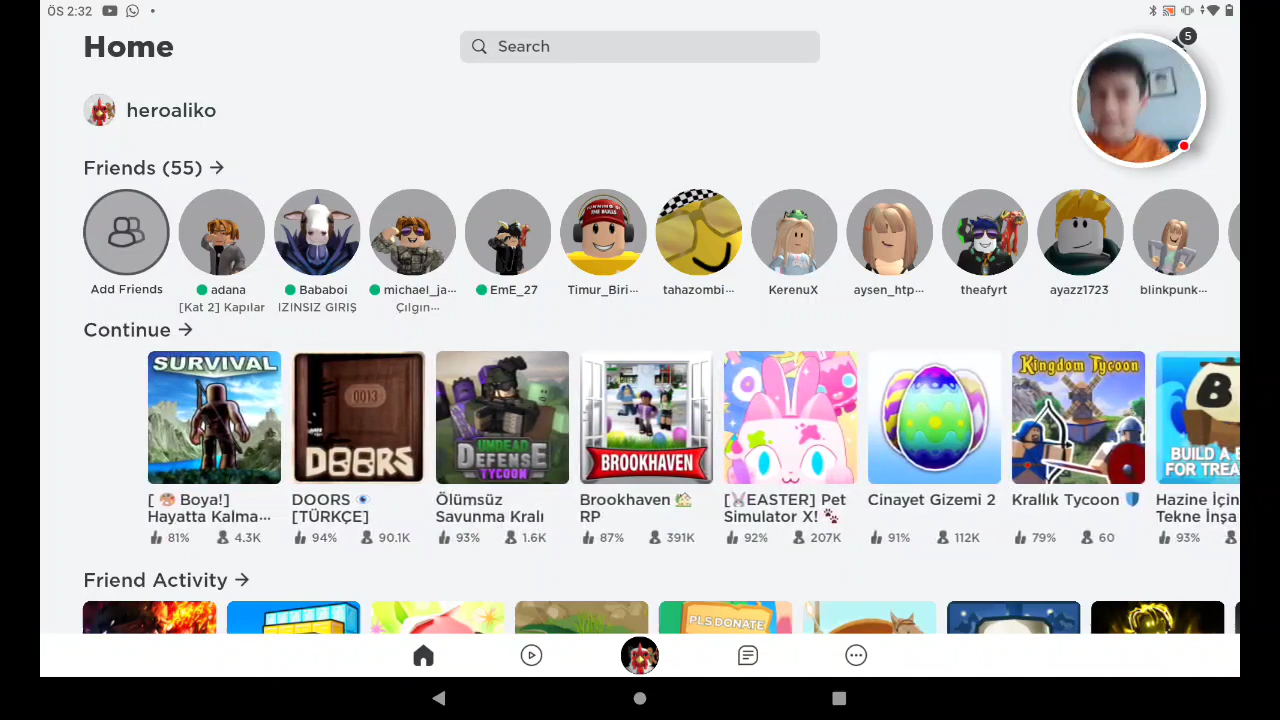 ÖS 2:32
Home
Search
5
heroaliko
Friends (55) →
Add Friends
adana
[Kat 2] Kapılar
Bababoi
IZINSIZ GIRIŞ
michael_ja...
Çılgın...
EmE_27
Timur_Biri...
tahazombi...
KerenuX
aysen_htp...
theafyrt
ayazz1723
blinkpunk...
Continue →
SURVIVAL
0013
DOORS
UNDEAD
DEFENSE
TYCOON
BROOKHAVEN
Kingdom Tycoon
B
BUILD A B
FOR TREA
[ Boya!]
Hayatta Kalma...
81% 4.3K
DOORS
[TÜRKÇE]
94% 90.1K
Ölümsüz
Savunma Kralı
93% 1.6K
Brookhaven
RP
87% 391K
[EASTER] Pet
Simulator X!
92% 207K
Cinayet Gizemi 2
91% 112K
Krallık Tycoon
79% 60
Hazine İçin
Tekne İnşa
93%
Friend Activity →
PLS DONATE